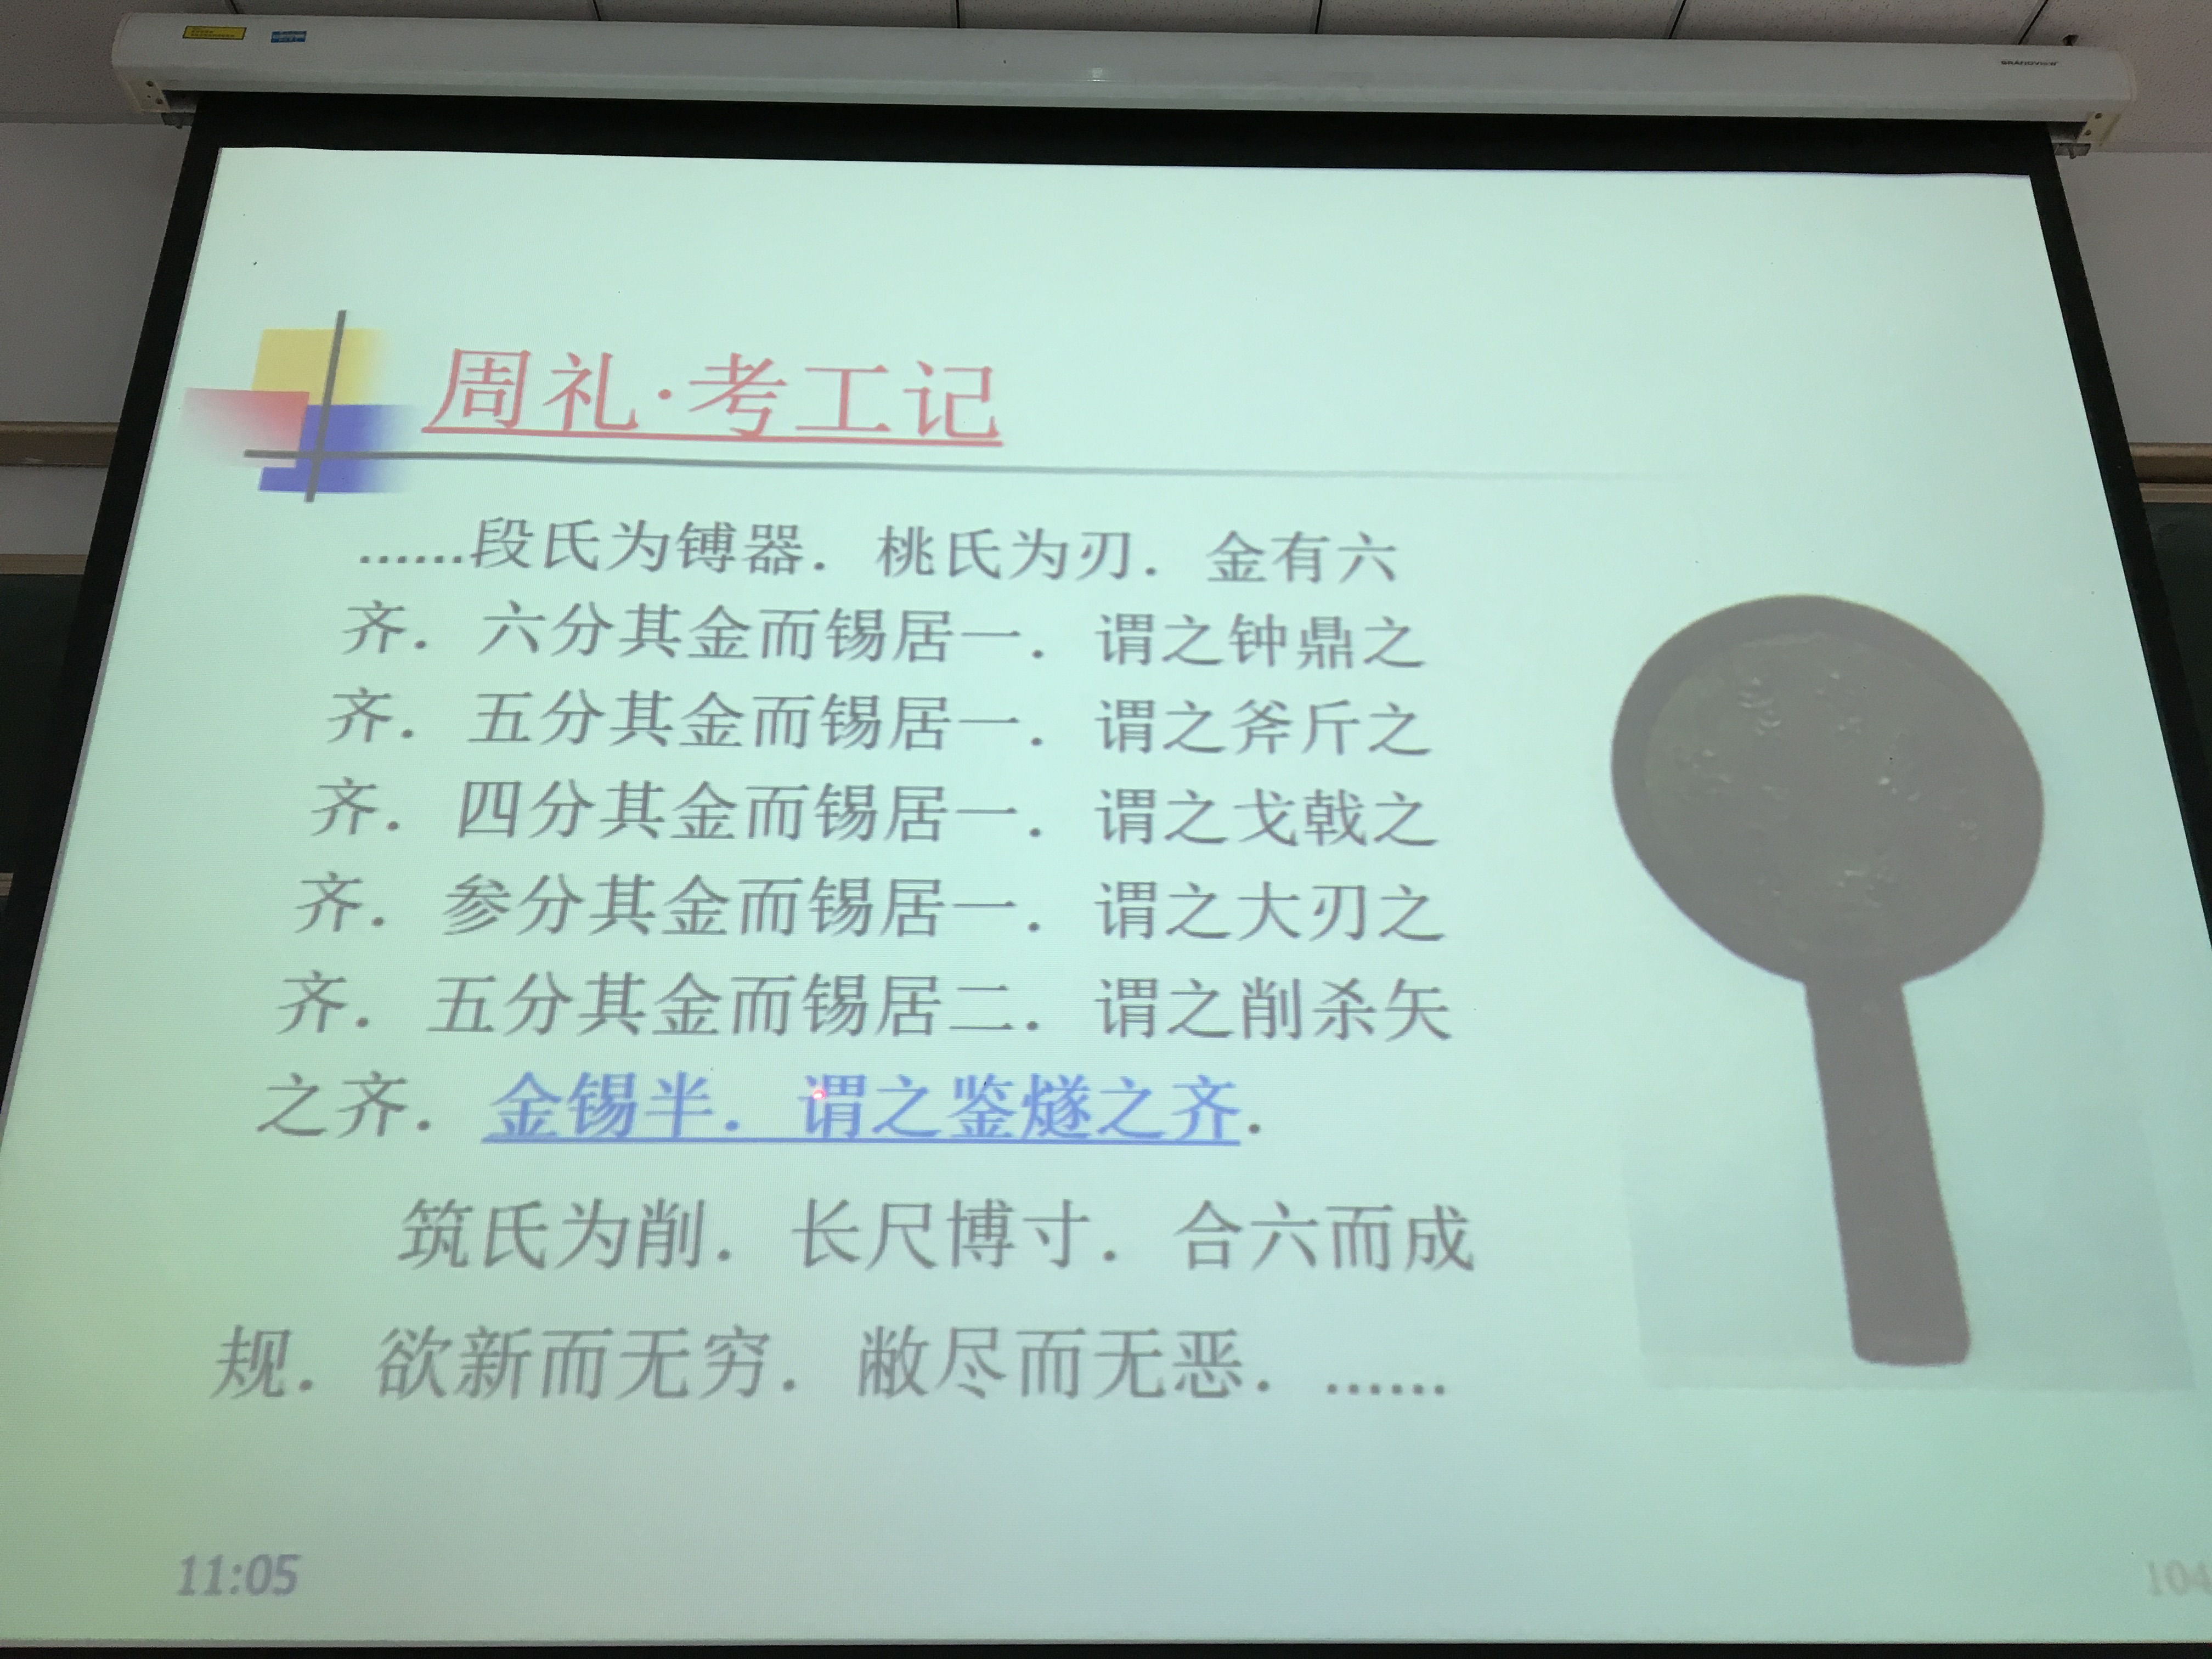 GRANDVIEW
周礼·考工记
……段氏为镈器．桃氏为刃．金有六
齐．六分其金而锡居一．谓之钟鼎之
齐．五分其金而锡居一．谓之斧斤之
齐．四分其金而锡居一．谓之戈戟之
齐．参分其金而锡居一．谓之大刃之
齐．五分其金而锡居二．谓之削杀矢
之齐．金锡半．谓之鉴燧之齐．
筑氏为削．长尺博寸．合六而成
规．欲新而无穷．敝尽而无恶．……
11:05
104